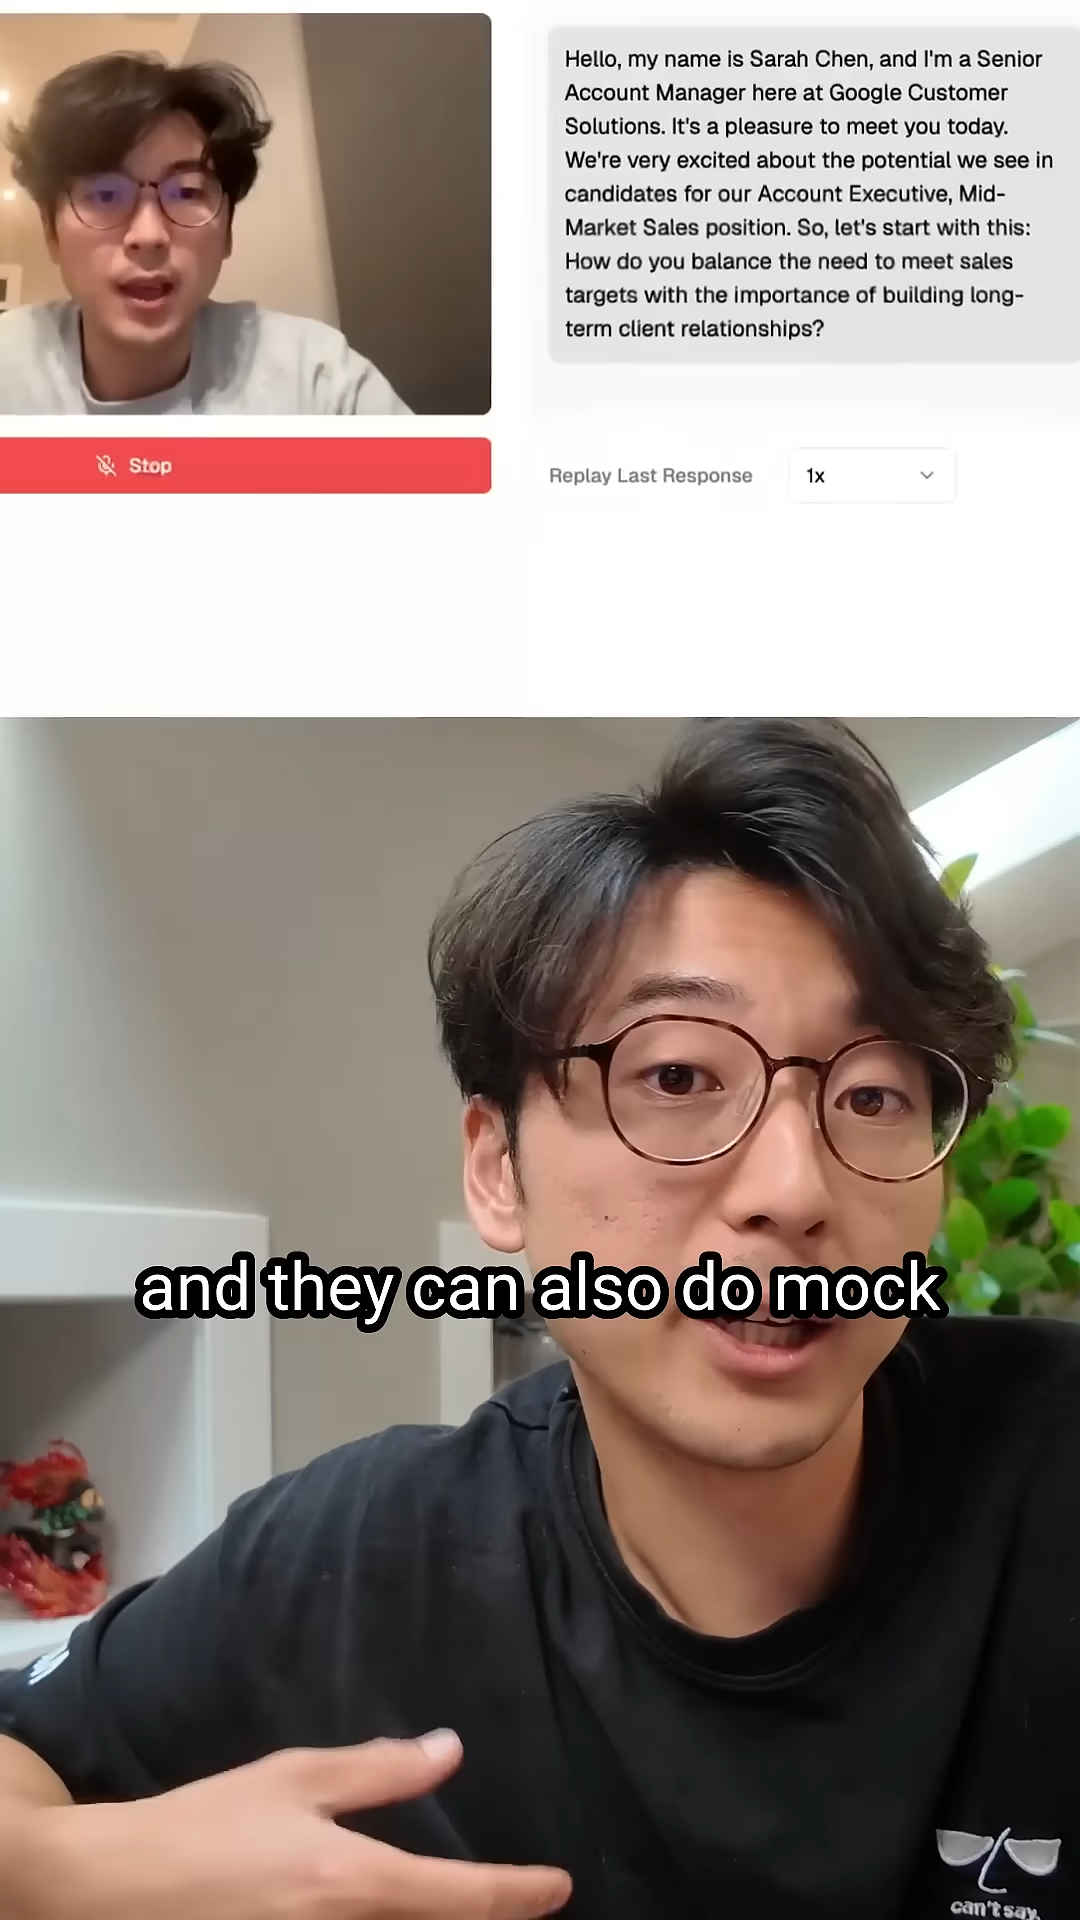 Hello, my name is Sarah Chen, and I'm a Senior
Account Manager here at Google Customer
Solutions. It's a pleasure to meet you today.
We're very excited about the potential we see in
candidates for our Account Executive, Mid-
Market Sales position. So, let's start with this:
How do you balance the need to meet sales
targets with the importance of building long-
term client relationships?
Stop
Replay Last Response
1x
and they can also do mock
can't say.